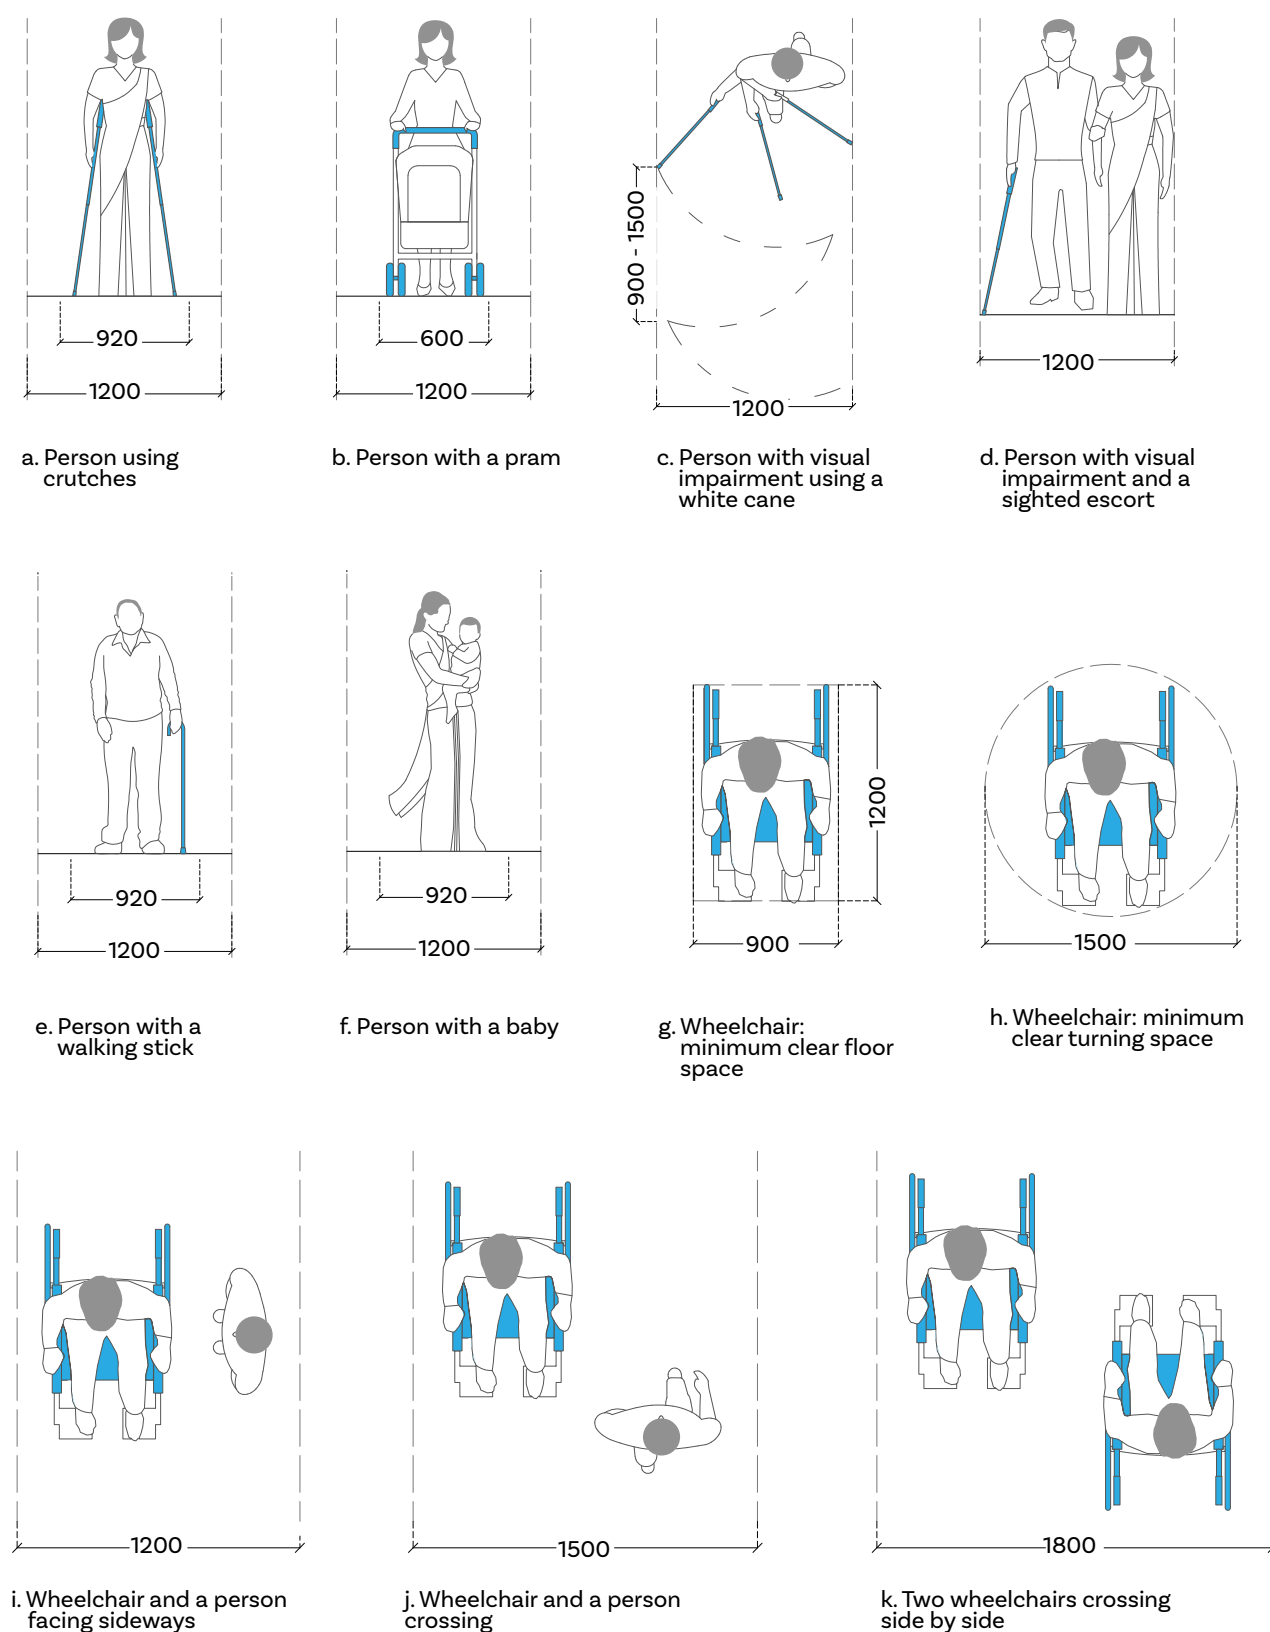 920
1200
600
1200
900 - 1500
1200
1200
a. Person using
crutches
b. Person with a pram
c. Person with visual
impairment using a
white cane
d. Person with visual
impairment and a
sighted escort
920
1200
920
1200
1200
900
1500
e. Person with a
walking stick
f. Person with a baby
g. Wheelchair:
minimum clear floor
space
h. Wheelchair: minimum
clear turning space
1200
1500
1800
i. Wheelchair and a person
facing sideways
j. Wheelchair and a person
crossing
k. Two wheelchairs crossing
side by side